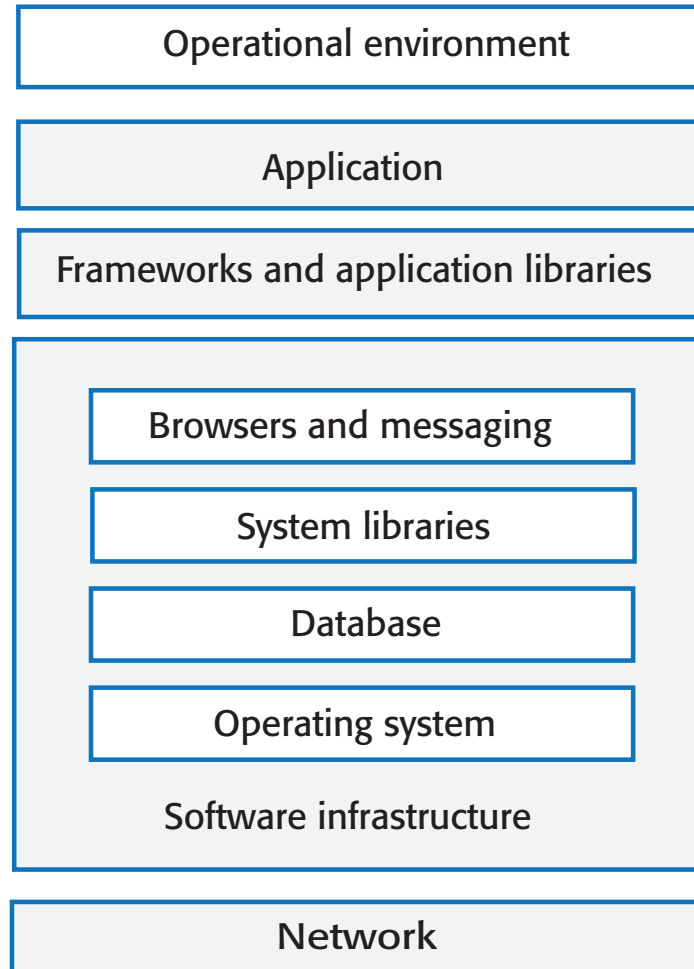 Operational environment
Application
Frameworks and application libraries
Browsers and messaging
System libraries
Database
Operating system
Software infrastructure
Network